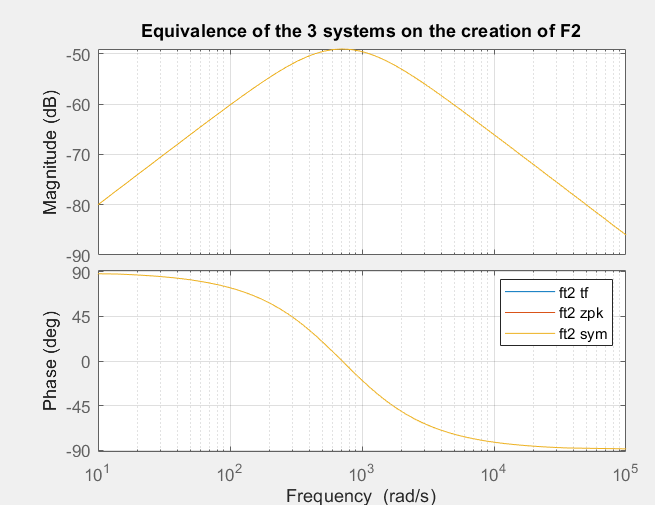 Equivalence of the 3 systems on the creation of F2
Magnitude (dB)
-50
-60
-70
-80
-90
Phase (deg)
90
45
0
-45
-90
ft2 tf
ft2 zpk
ft2 sym
10^1
10^2
10^3
10^4
10^5
Frequency (rad/s)